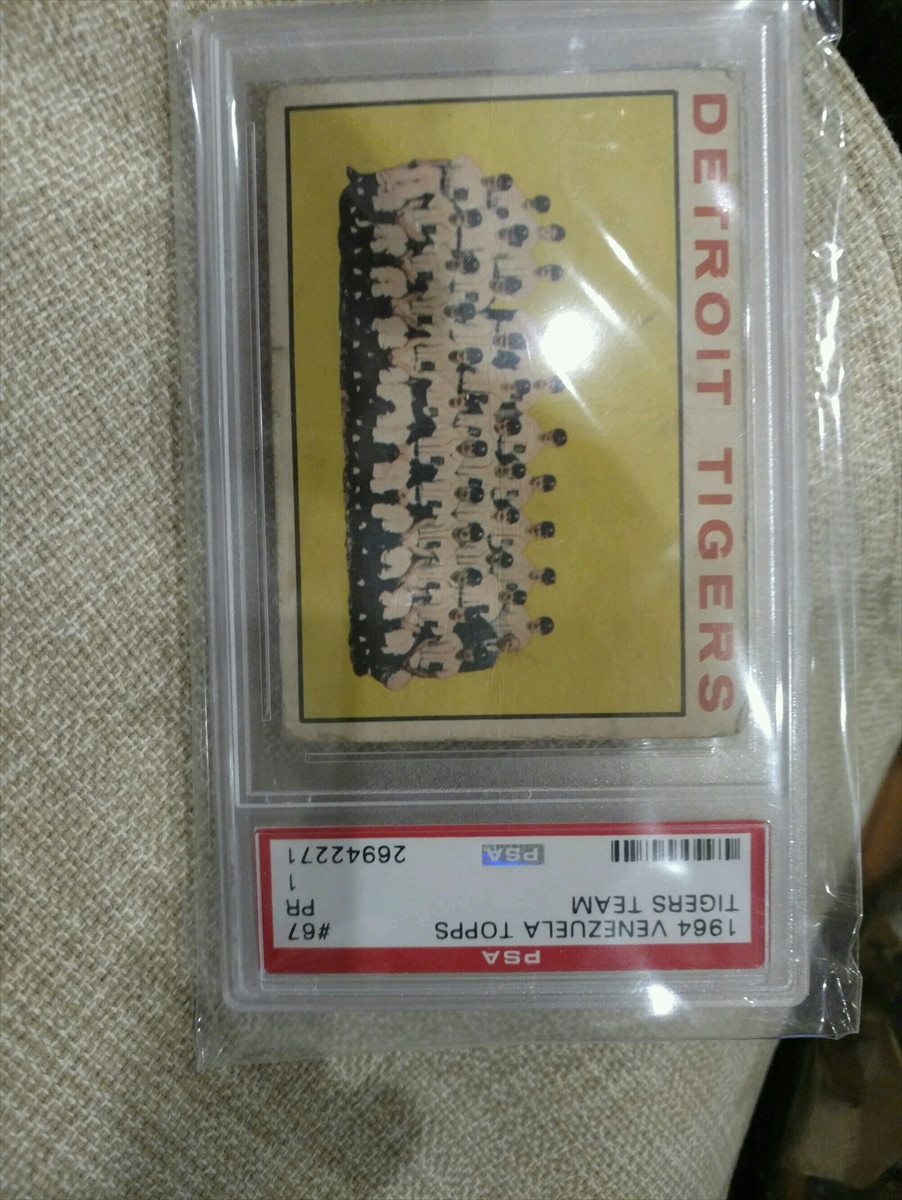 DETROIT TIGERS
PSA
1964 VENEZUELA TOPPS #67
TIGERS TEAM PR
1
PSA 26942271